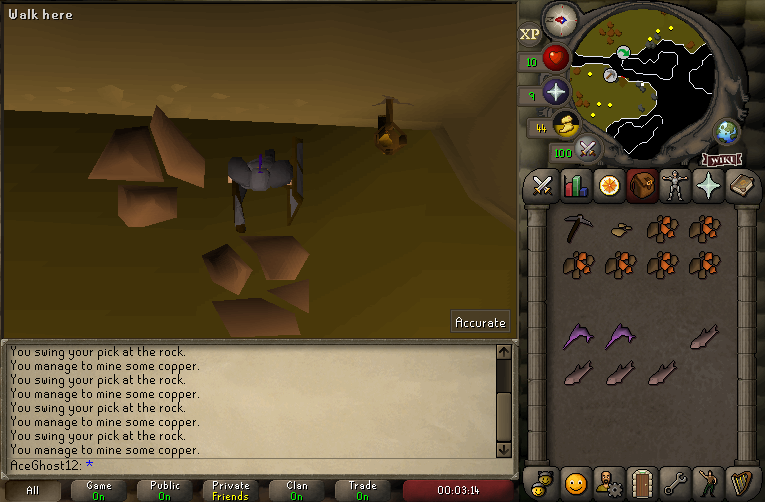 Walk here
XP
10
9
44
100
WIKI
Accurate
You swing your pick at the rock.
You manage to mine some copper.
You swing your pick at the rock.
You manage to mine some copper.
You swing your pick at the rock.
You manage to mine some copper.
You swing your pick at the rock.
You manage to mine some copper.
AceGhost12: *
All
Game
On
Public
On
Private
Friends
Clan
On
Trade
On
00:03:14